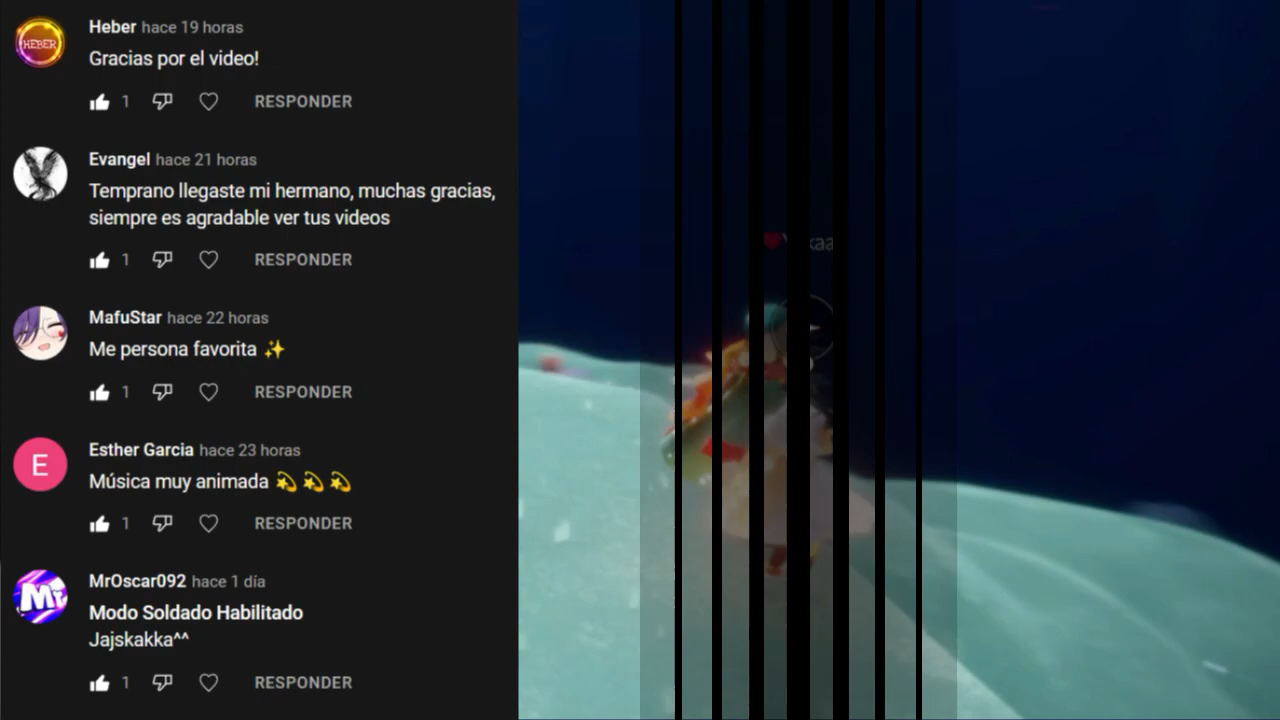 HEBER
Heber hace 19 horas
Gracias por el video!
1 RESPONDER
Evangel hace 21 horas
Temprano llegaste mi hermano, muchas gracias,
siempre es agradable ver tus videos
1 RESPONDER
MafuStar hace 22 horas
Me persona favorita ✨
1 RESPONDER
E
Esther Garcia hace 23 horas
Música muy animada 💫 💫 💫
1 RESPONDER
MrOscar092 hace 1 día
Modo Soldado Habilitado
Jajskakka^^
1 RESPONDER